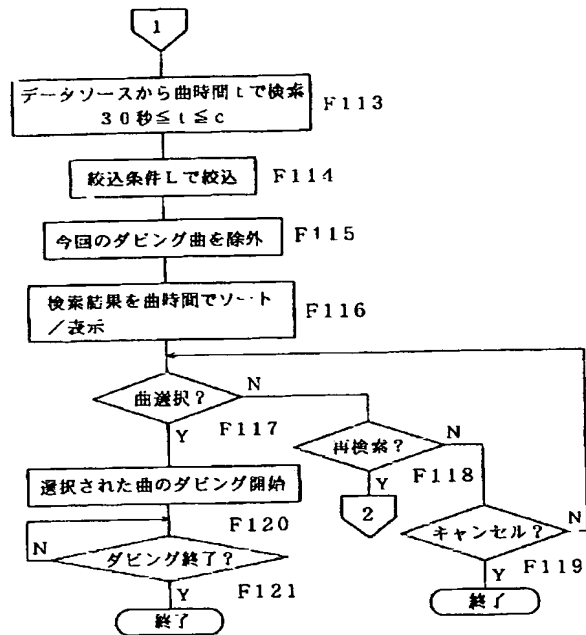 1
データソースから曲時間tで検索
30秒≦t≦c
F113
絞込条件Lで絞込
F114
今回のダビング曲を除外
F115
検索結果を曲時間でソート
/表示
F116
曲選択?
N
Y
F117
再検索?
N
Y
F118
2
選択された曲のダビング開始
F120
キャンセル?
N
Y
F119
終了
ダビング終了?
N
Y
F121
終了